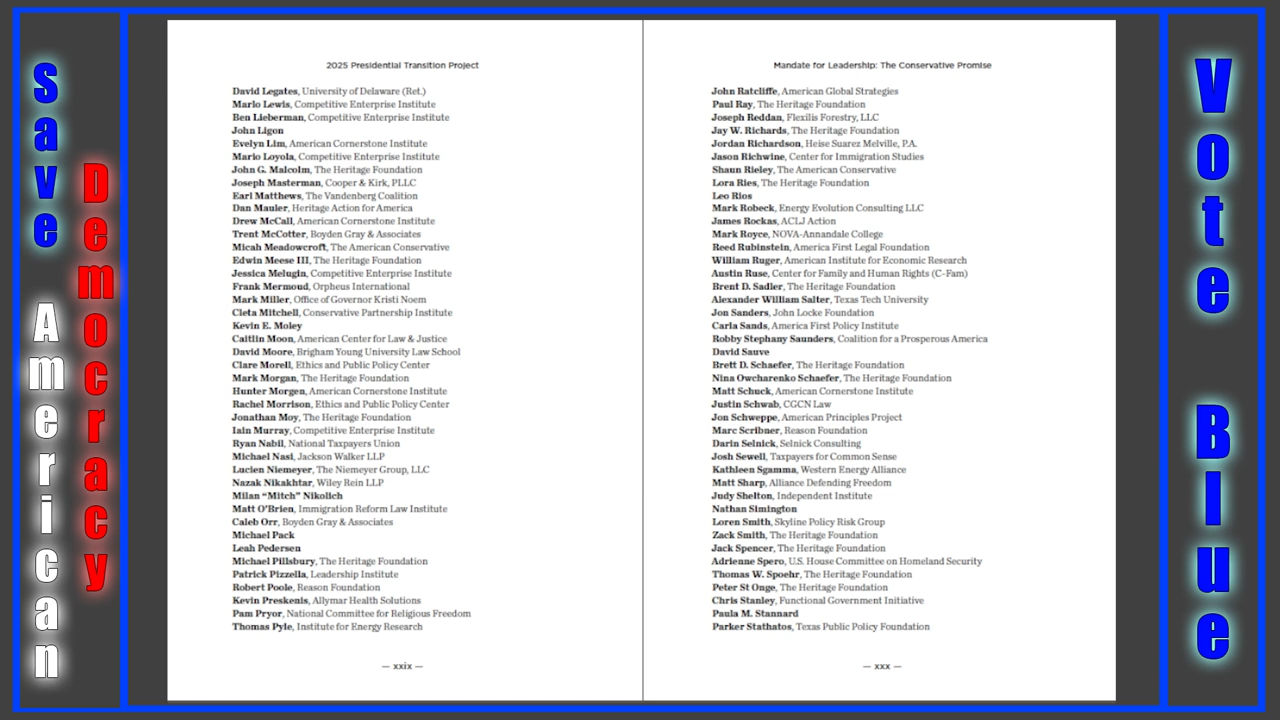 Save American
Democracy
2025 Presidential Transition Project
David Legates, University of Delaware (Ret.)
Marlo Lewis, Competitive Enterprise Institute
Ben Lieberman, Competitive Enterprise Institute
John Ligon
Evelyn Lim, American Cornerstone Institute
Mario Loyola, Competitive Enterprise Institute
John G. Malcolm, The Heritage Foundation
Joseph Masterman, Cooper & Kirk, PLLC
Earl Matthews, The Vandenberg Coalition
Dan Mauler, Heritage Action for America
Drew McCall, American Cornerstone Institute
Trent McCotter, Boyden Gray & Associates
Micah Meadowcroft, The American Conservative
Edwin Meese III, The Heritage Foundation
Jessica Melugin, Competitive Enterprise Institute
Frank Mermoud, Orpheus International
Mark Miller, Office of Governor Kristi Noem
Cleta Mitchell, Conservative Partnership Institute
Kevin E. Moley
Caitlin Moon, American Center for Law & Justice
David Moore, Brigham Young University Law School
Clare Morell, Ethics and Public Policy Center
Mark Morgan, The Heritage Foundation
Hunter Morgen, American Cornerstone Institute
Rachel Morrison, Ethics and Public Policy Center
Jonathan Moy, The Heritage Foundation
Iain Murray, Competitive Enterprise Institute
Ryan Nabil, National Taxpayers Union
Michael Nasi, Jackson Walker LLP
Lucien Niemeyer, The Niemeyer Group, LLC
Nazak Nikakhtar, Wiley Rein LLP
Milan “Mitch” Nikolich
Matt O’Brien, Immigration Reform Law Institute
Caleb Orr, Boyden Gray & Associates
Michael Pack
Leah Pedersen
Michael Pillsbury, The Heritage Foundation
Patrick Pizzella, Leadership Institute
Robert Poole, Reason Foundation
Kevin Preskenis, Allymar Health Solutions
Pam Pryor, National Committee for Religious Freedom
Thomas Pyle, Institute for Energy Research
— xxix —
Mandate for Leadership: The Conservative Promise
John Ratcliffe, American Global Strategies
Paul Ray, The Heritage Foundation
Joseph Reddan, Flexilis Forestry, LLC
Jay W. Richards, The Heritage Foundation
Jordan Richardson, Heise Suarez Melville, P.A.
Jason Richwine, Center for Immigration Studies
Shaun Rieley, The American Conservative
Lora Ries, The Heritage Foundation
Leo Rios
Mark Robeck, Energy Evolution Consulting LLC
James Rockas, ACLJ Action
Mark Royce, NOVA-Annandale College
Reed Rubinstein, America First Legal Foundation
William Ruger, American Institute for Economic Research
Austin Ruse, Center for Family and Human Rights (C-Fam)
Brent D. Sadler, The Heritage Foundation
Alexander William Salter, Texas Tech University
Jon Sanders, John Locke Foundation
Carla Sands, America First Policy Institute
Robby Stephany Saunders, Coalition for a Prosperous America
David Sauve
Brett D. Schaefer, The Heritage Foundation
Nina Owcharenko Schaefer, The Heritage Foundation
Matt Schuck, American Cornerstone Institute
Justin Schwab, CGCN Law
Jon Schweppe, American Principles Project
Marc Scribner, Reason Foundation
Darin Selnick, Selnick Consulting
Josh Sewell, Taxpayers for Common Sense
Kathleen Sgamma, Western Energy Alliance
Matt Sharp, Alliance Defending Freedom
Judy Shelton, Independent Institute
Nathan Simington
Loren Smith, Skyline Policy Risk Group
Zack Smith, The Heritage Foundation
Jack Spencer, The Heritage Foundation
Adrienne Spero, U.S. House Committee on Homeland Security
Thomas W. Spoehr, The Heritage Foundation
Peter St Onge, The Heritage Foundation
Chris Stanley, Functional Government Initiative
Paula M. Stannard
Parker Stathatos, Texas Public Policy Foundation
— xxx —
Vote Blue